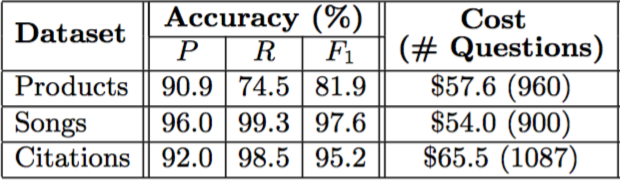 Dataset Accuracy (%) Cost
P R F1 (# Questions)
Products 90.9 74.5 81.9 $57.6 (960)
Songs 96.0 99.3 97.6 $54.0 (900)
Citations 92.0 98.5 95.2 $65.5 (1087)